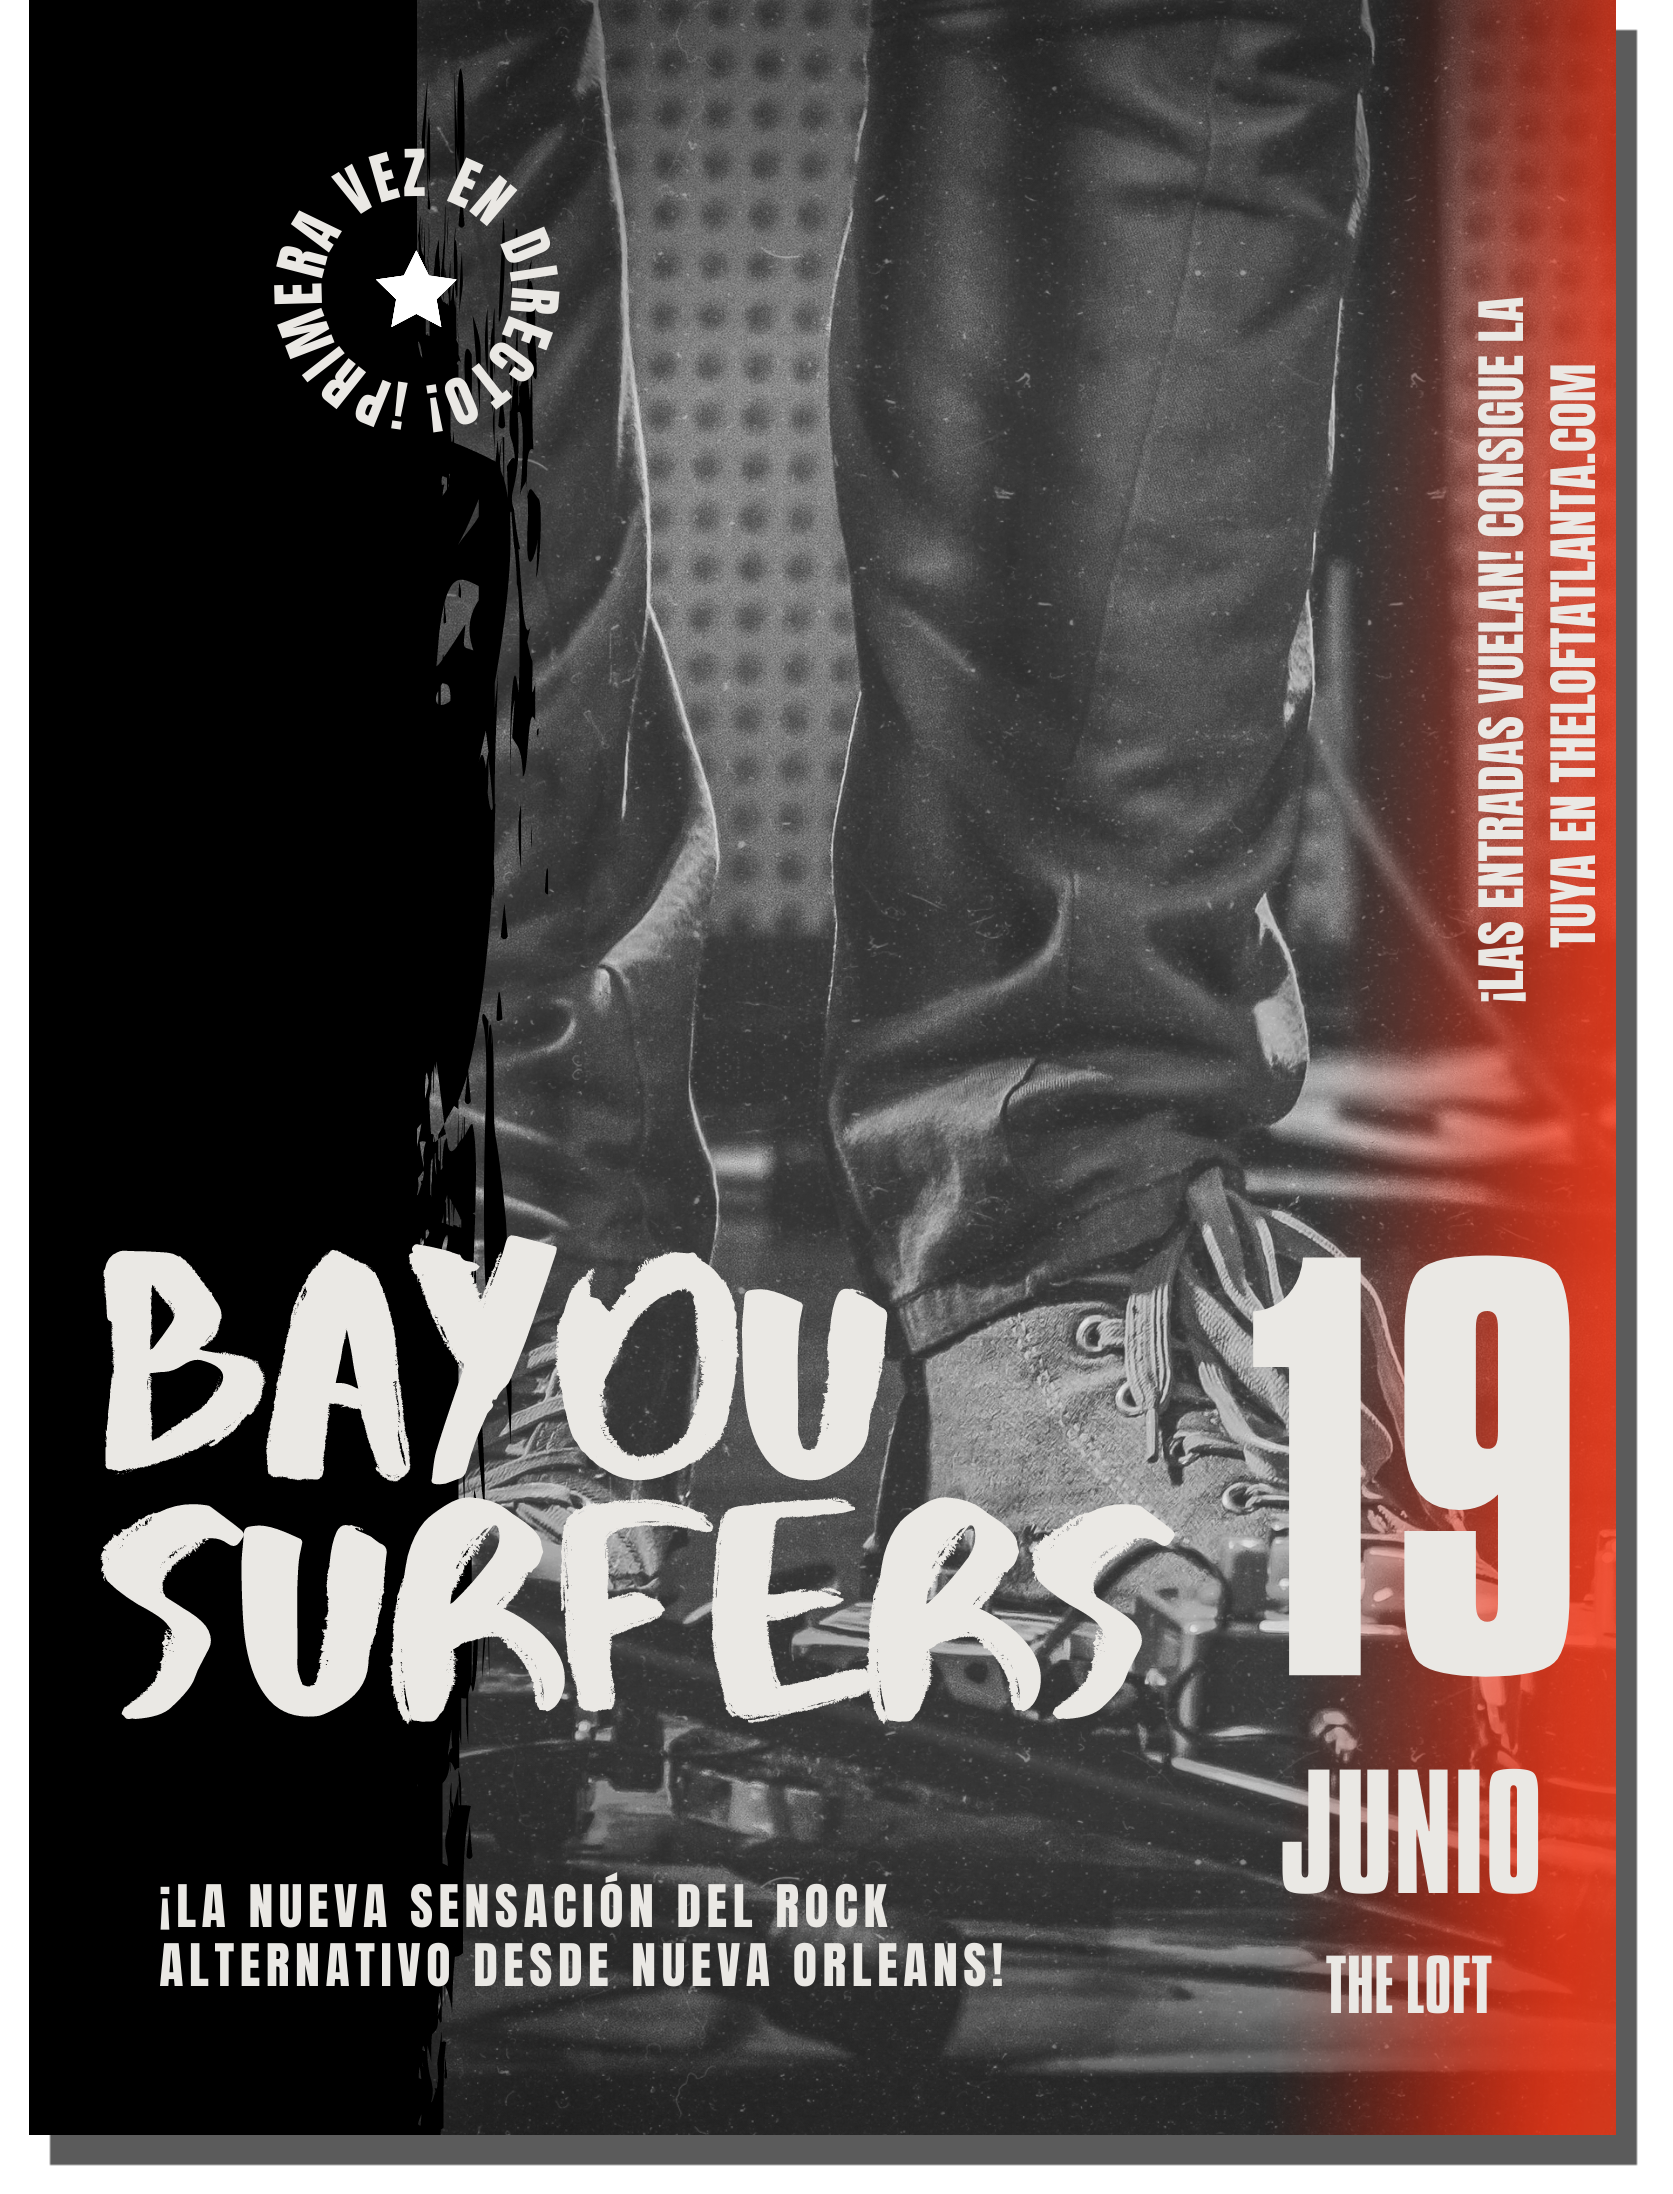 ¡PRIMERA VEZ EN DIRECTO!
¡LAS ENTRADAS VUELAN! CONSIGUE LA
TUYA EN THELOFTATLANTA.COM
BAYOU
SURFERS
19
JUNIO
THE LOFT
¡LA NUEVA SENSACIÓN DEL ROCK
ALTERNATIVO DESDE NUEVA ORLEANS!